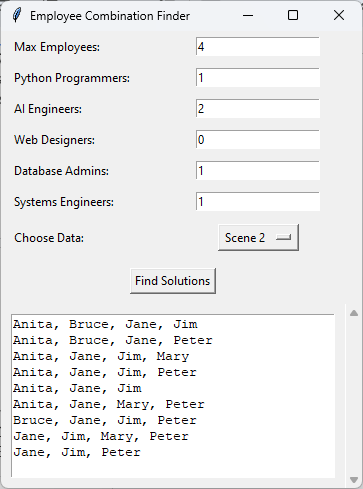 Employee Combination Finder
Max Employees: 4
Python Programmers: 1
AI Engineers: 2
Web Designers: 0
Database Admins: 1
Systems Engineers: 1
Choose Data: Scene 2
Find Solutions
Anita, Bruce, Jane, Jim
Anita, Bruce, Jane, Peter
Anita, Jane, Jim, Mary
Anita, Jane, Jim, Peter
Anita, Jane, Jim
Anita, Jane, Mary, Peter
Bruce, Jane, Jim, Peter
Jane, Jim, Mary, Peter
Jane, Jim, Peter